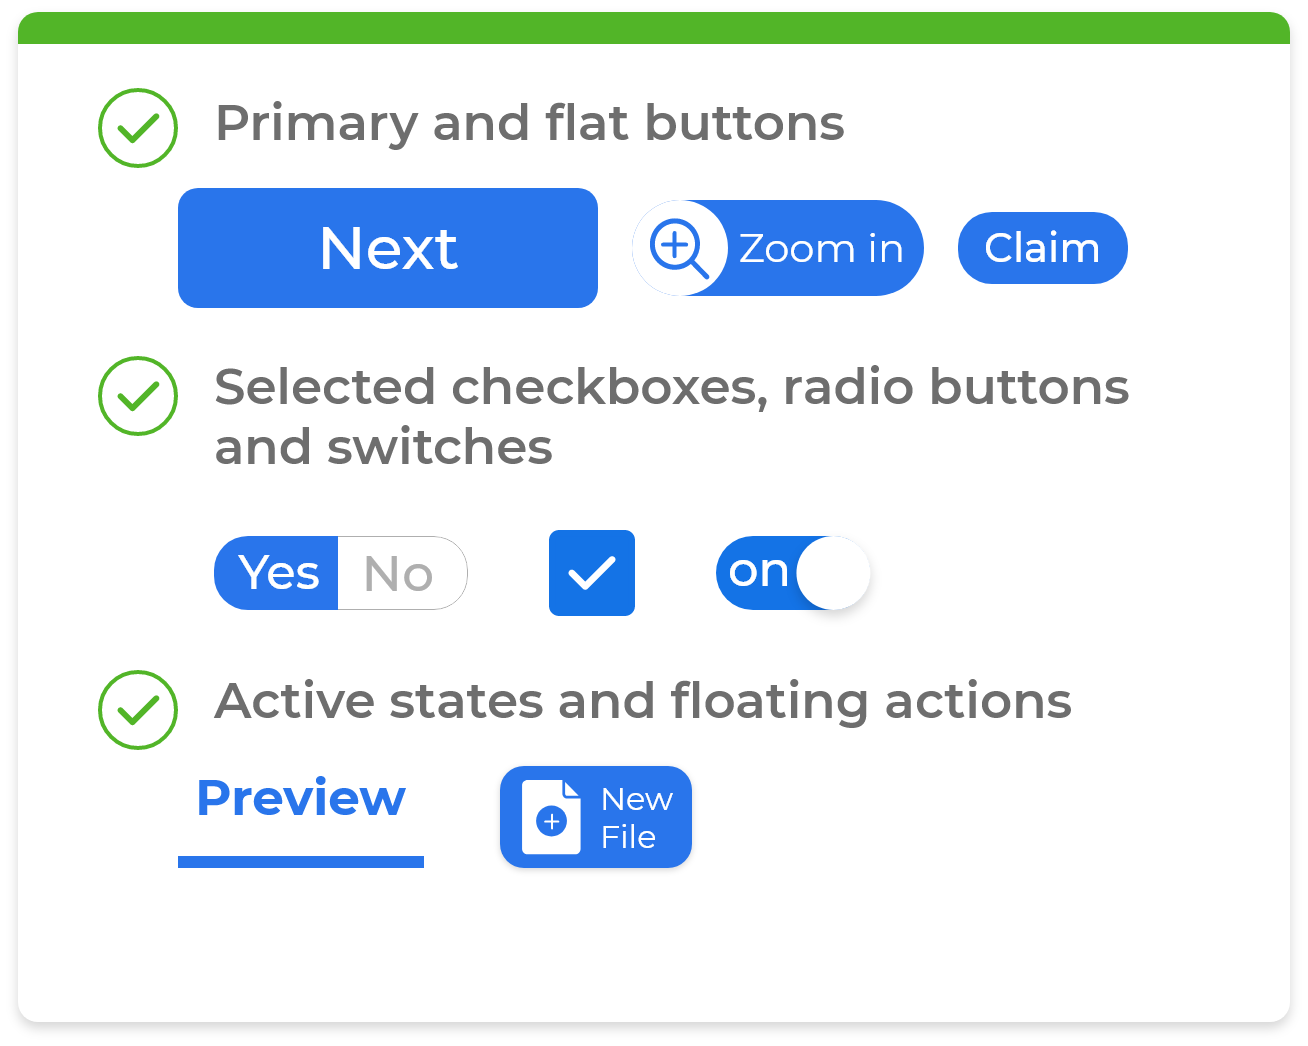 Primary and flat buttons
Next
Zoom in
Claim
Selected checkboxes, radio buttons
and switches
Yes
No
on
Active states and floating actions
Preview
New
File